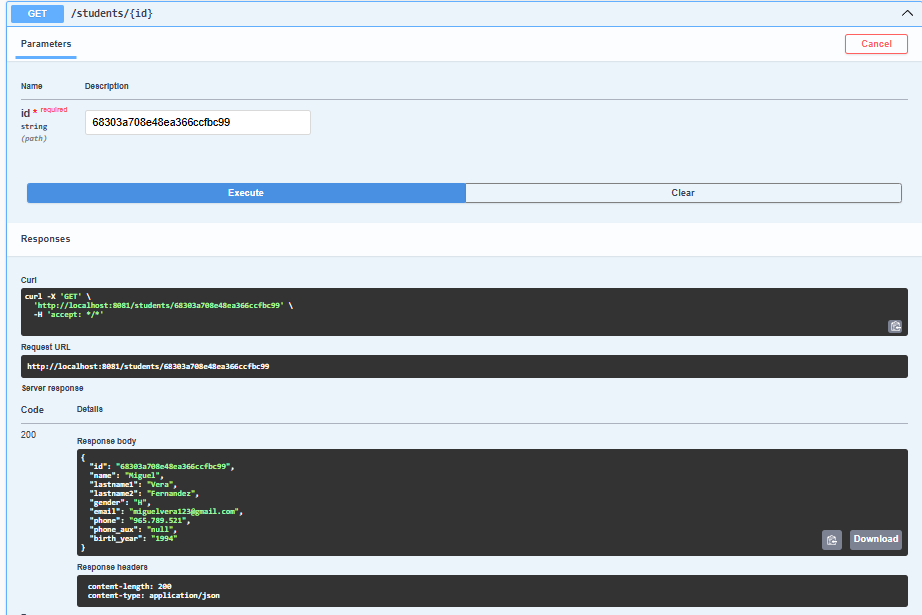 GET /students/{id}
Parameters
Cancel
Name Description
id * required
string
(path)
68303a708e48ea366ccfbc99
Execute Clear
Responses
Curl
curl -X 'GET' \
'http://localhost:8081/students/68303a708e48ea366ccfbc99' \
-H 'accept: */*'
Request URL
http://localhost:8081/students/68303a708e48ea366ccfbc99
Server response
Code Details
200
Response body
{
"id": "68303a708e48ea366ccfbc99",
"name": "Miguel",
"lastname1": "Vera",
"lastname2": "Fernandez",
"gender": "H",
"email": "miguelvera123@gmail.com",
"phone": "965.789.521",
"phone_aux": "null",
"birth_year": "1994"
}
Download
Response headers
content-length: 200
content-type: application/json